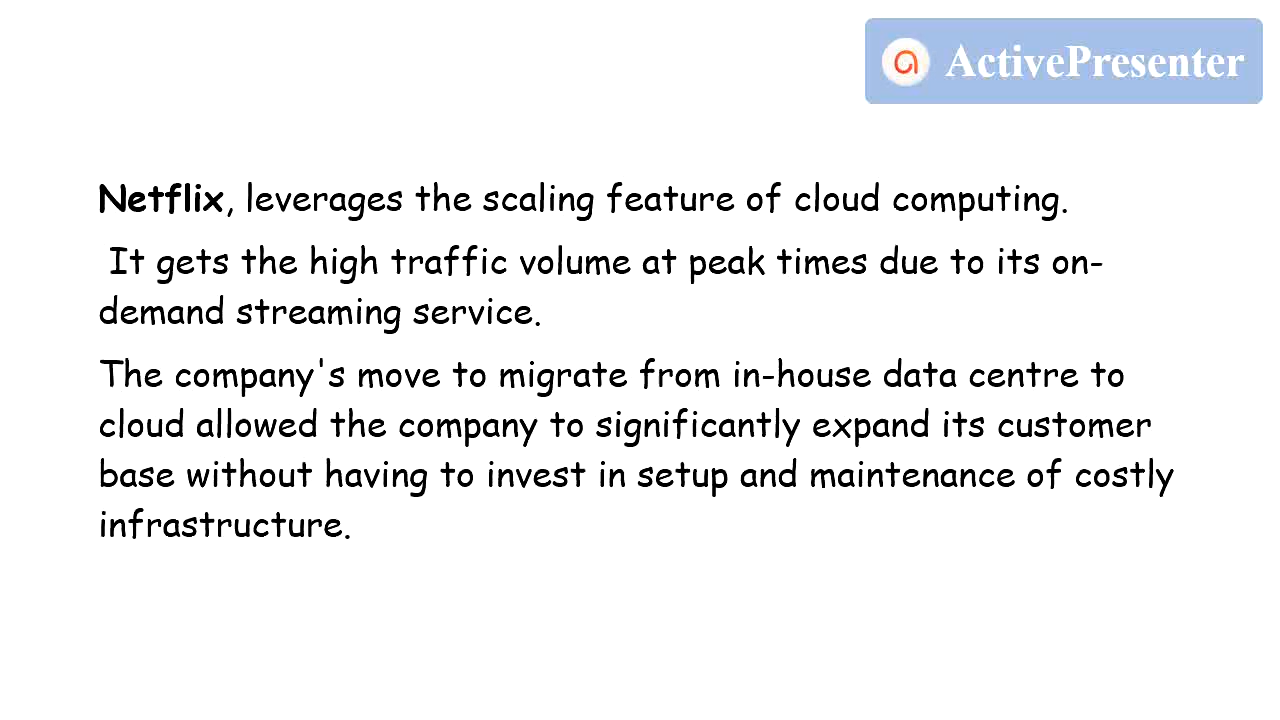 ActivePresenter
Netflix, leverages the scaling feature of cloud computing.
It gets the high traffic volume at peak times due to its on-
demand streaming service.
The company's move to migrate from in-house data centre to
cloud allowed the company to significantly expand its customer
base without having to invest in setup and maintenance of costly
infrastructure.